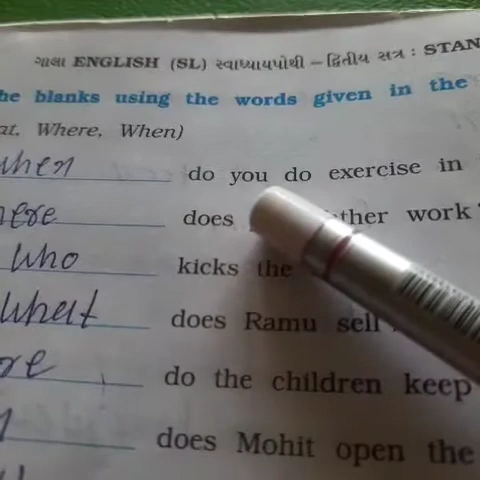 ગાલા ENGLISH (SL) સ્વાધ્યાયપોથી – દ્વિતીય સત્ર : STAN
he blanks using the words given in the
at, Where, When)
when do you do exercise in
here does ther work
who kicks the
what does Ramu sell
re do the children keep
does Mohit open the